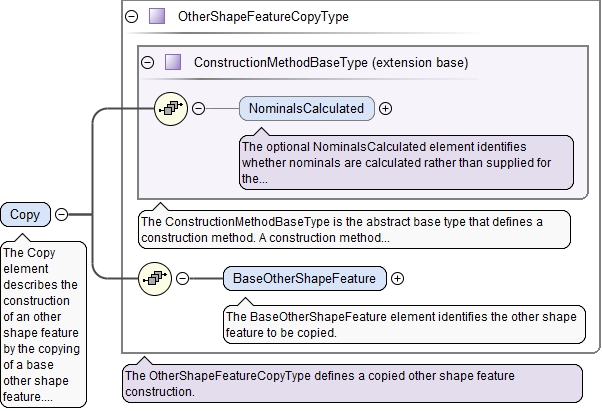 OtherShapeFeatureCopyType
ConstructionMethodBaseType (extension base)
NominalsCalculated
The optional NominalsCalculated element identifies
whether nominals are calculated rather than supplied for
the...
The ConstructionMethodBaseType is the abstract base type that defines a
construction method. A construction method...
Copy
The Copy
element
describes the
construction
of an other
shape feature
by the copying
of a base
other shape
feature....
BaseOtherShapeFeature
The BaseOtherShapeFeature element identifies the other shape
feature to be copied.
The OtherShapeFeatureCopyType defines a copied other shape feature
construction.